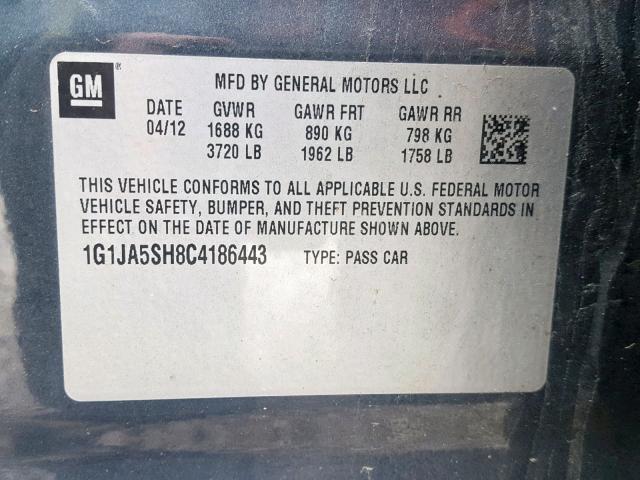 GM®
MFD BY GENERAL MOTORS LLC
DATE GVWR GAWR FRT GAWR RR
04/12 1688 KG 890 KG 798 KG
3720 LB 1962 LB 1758 LB
THIS VEHICLE CONFORMS TO ALL APPLICABLE U.S. FEDERAL MOTOR
VEHICLE SAFETY, BUMPER, AND THEFT PREVENTION STANDARDS IN
EFFECT ON THE DATE OF MANUFACTURE SHOWN ABOVE.
1G1JA5SH8C4186443 TYPE: PASS CAR